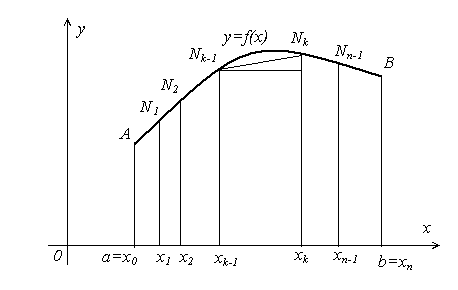 y
y=f(x)
N_{k-1}
N_k
N_{n-1}
B
N_2
N_1
A
x
0
a=x_0
x_1
x_2
x_{k-1}
x_k
x_{n-1}
b=x_n